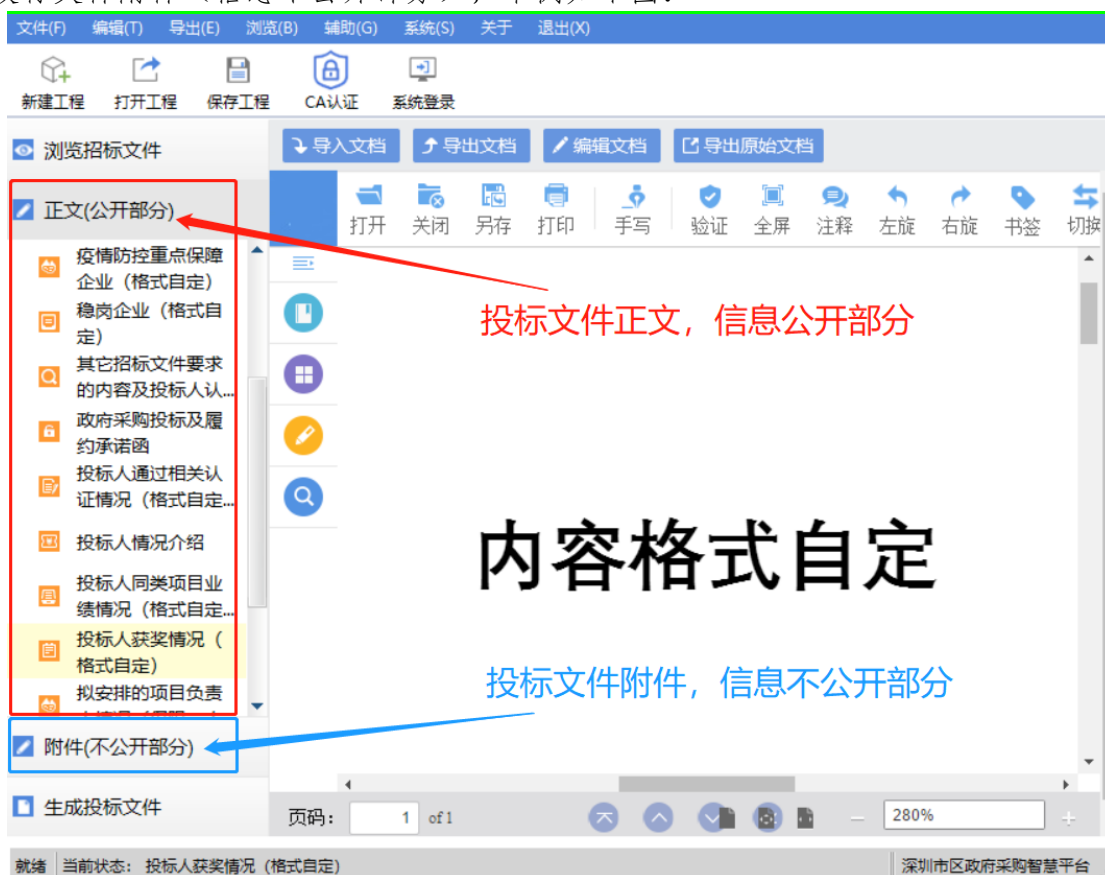 文件(F) 编辑(T) 导出(E) 浏览(B) 辅助(G) 系统(S) 关于 退出(X)
新建工程 打开工程 保存工程 CA认证 系统登录
浏览招标文件
导入文档 导出文档 编辑文档 导出原始文档
正文(公开部分)
打开 关闭 另存 打印 手写 验证 全屏 注释 左旋 右旋 书签 切换
疫情防控重点保障
企业（格式自定）
稳岗企业（格式自
定）
其它招标文件要求
的内容及投标人认...
政府采购投标及履
约承诺函
投标人通过相关认
证情况（格式自定...
投标人情况介绍
投标人同类项目业
绩情况（格式自定...
投标人获奖情况（
格式自定）
拟安排的项目负责
投标文件正文，信息公开部分
内容格式自定
投标文件附件，信息不公开部分
附件(不公开部分)
生成投标文件
页码： 1 of 1 280%
就绪 当前状态： 投标人获奖情况（格式自定） 深圳市区政府采购智慧平台